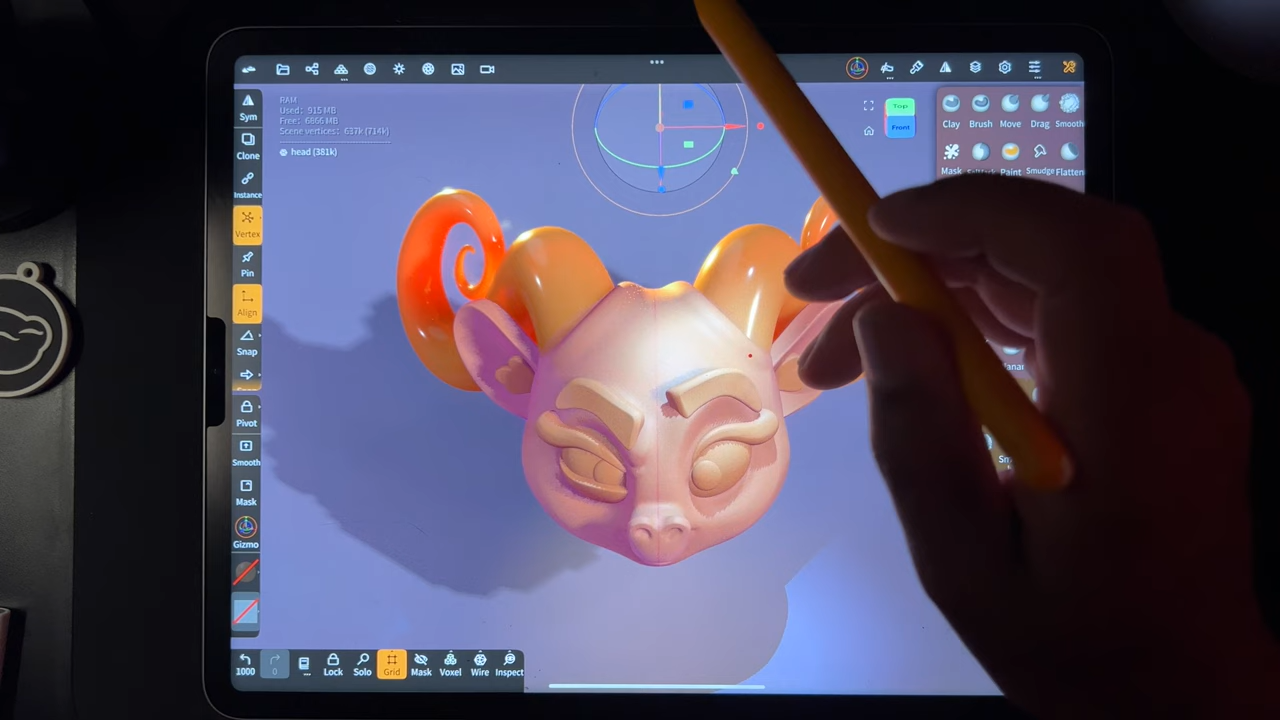 RAM
Used: 915 MB
Free: 6866 MB
Scene vertices: 637k (714k)
head (381k)
Top
Front
Sym
Clone
Instance
Vertex
Pin
Align
Snap
Pivot
Smooth
Mask
Gizmo
Clay Brush Move Drag Smooth
Mask Paint Smudge Flatten
1000 0 ... Lock Solo Grid Mask Voxel Wire Inspect